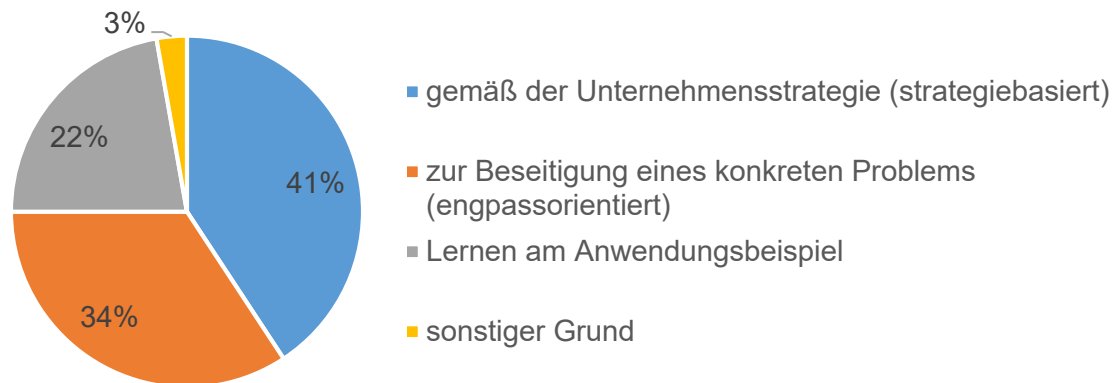 3%
22%
41%
34%
gemäß der Unternehmensstrategie (strategiebasiert)
zur Beseitigung eines konkreten Problems
(engpassorientiert)
Lernen am Anwendungsbeispiel
sonstiger Grund